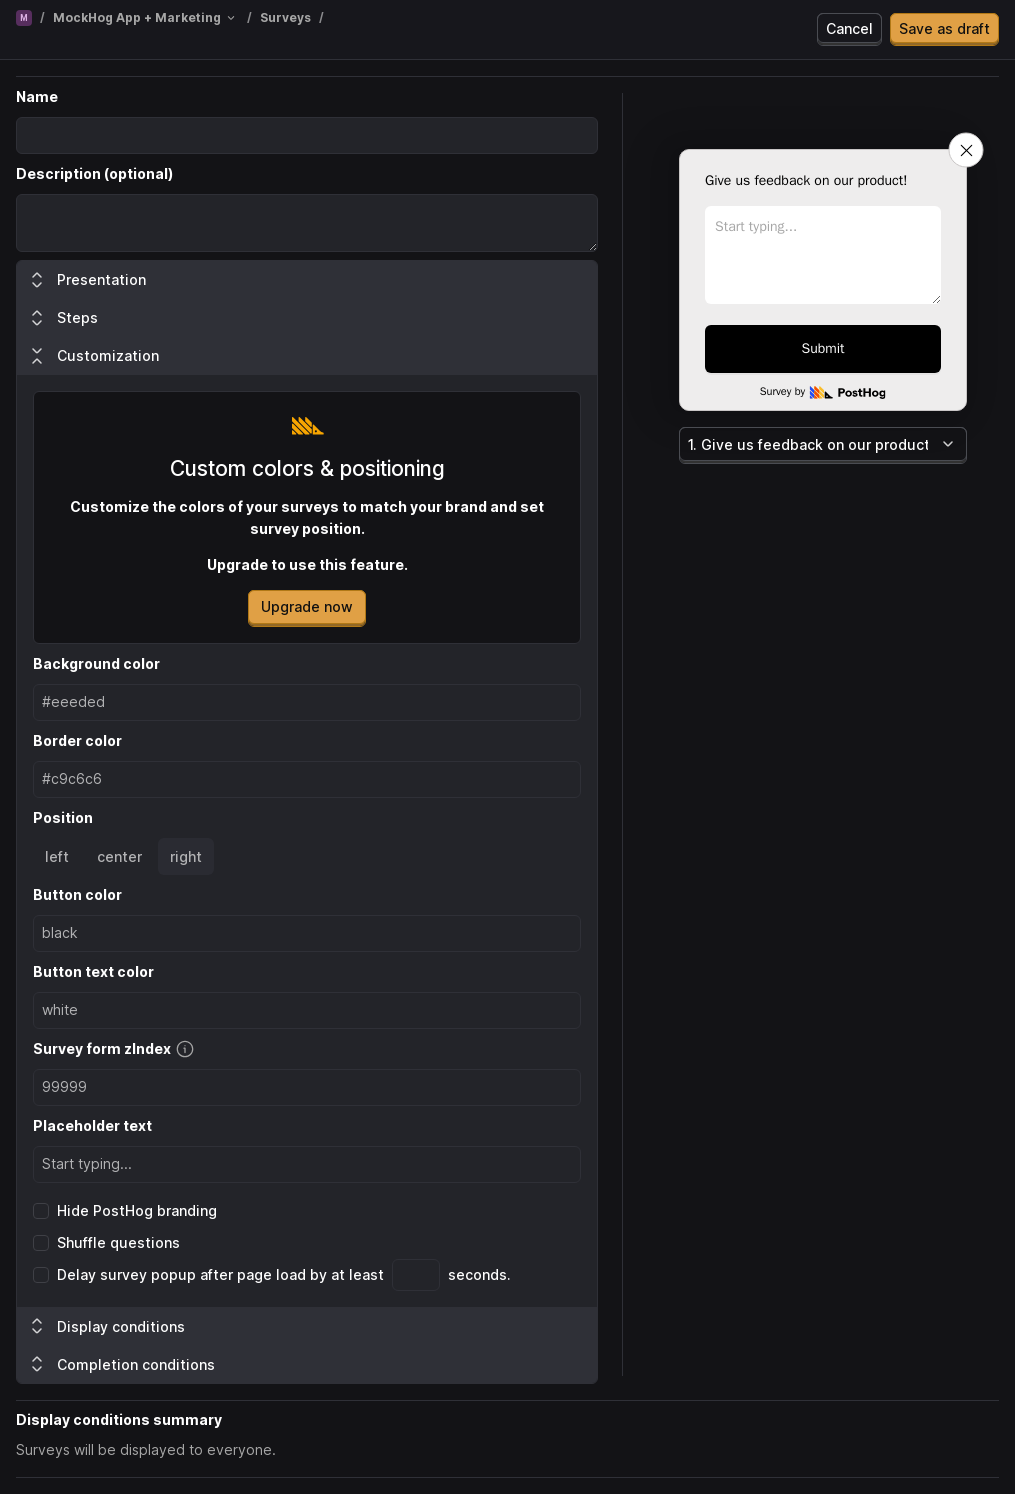 M / MockHog App + Marketing / Surveys /
Cancel
Save as draft
Name
Description (optional)
Presentation
Steps
Customization
Custom colors & positioning
Customize the colors of your surveys to match your brand and set
survey position.
Upgrade to use this feature.
Upgrade now
Background color
#eeeded
Border color
#c9c6c6
Position
left center right
Button color
black
Button text color
white
Survey form zIndex
99999
Placeholder text
Start typing...
Hide PostHog branding
Shuffle questions
Delay survey popup after page load by at least seconds.
Display conditions
Completion conditions
Give us feedback on our product!
Start typing...
Submit
Survey by PostHog
1. Give us feedback on our product
Display conditions summary
Surveys will be displayed to everyone.